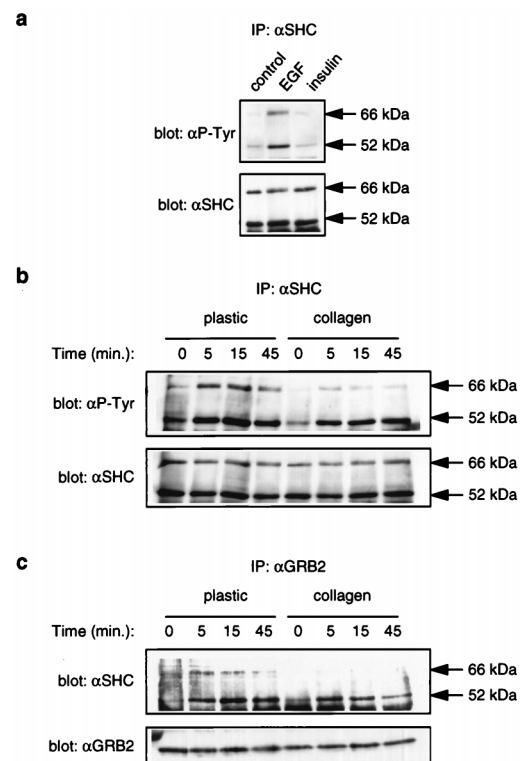 a
IP: αSHC
control EGF insulin
blot: αP-Tyr
66 kDa
52 kDa
blot: αSHC
66 kDa
52 kDa
b
IP: αSHC
plastic collagen
Time (min.): 0 5 15 45 0 5 15 45
blot: αP-Tyr
66 kDa
52 kDa
blot: αSHC
66 kDa
52 kDa
c
IP: αGRB2
plastic collagen
Time (min.): 0 5 15 45 0 5 15 45
blot: αSHC
66 kDa
52 kDa
blot: αGRB2